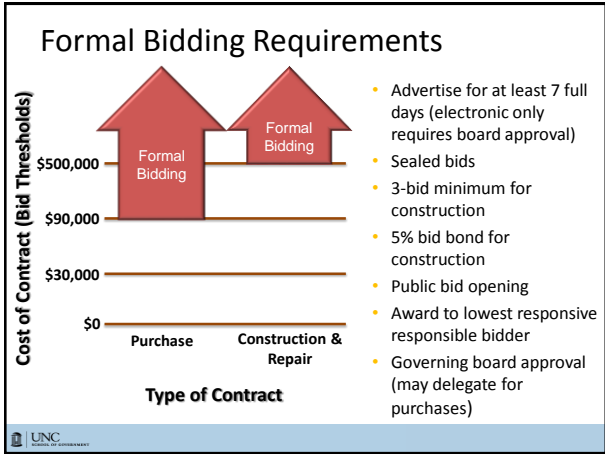 Formal Bidding Requirements
Cost of Contract (Bid Thresholds)
$500,000
$90,000
$30,000
$0
Formal
Bidding
Formal
Bidding
Purchase
Construction &
Repair
Type of Contract
• Advertise for at least 7 full
days (electronic only
requires board approval)
• Sealed bids
• 3-bid minimum for
construction
• 5% bid bond for
construction
• Public bid opening
• Award to lowest responsive
responsible bidder
• Governing board approval
(may delegate for
purchases)
UNC
SCHOOL OF GOVERNMENT